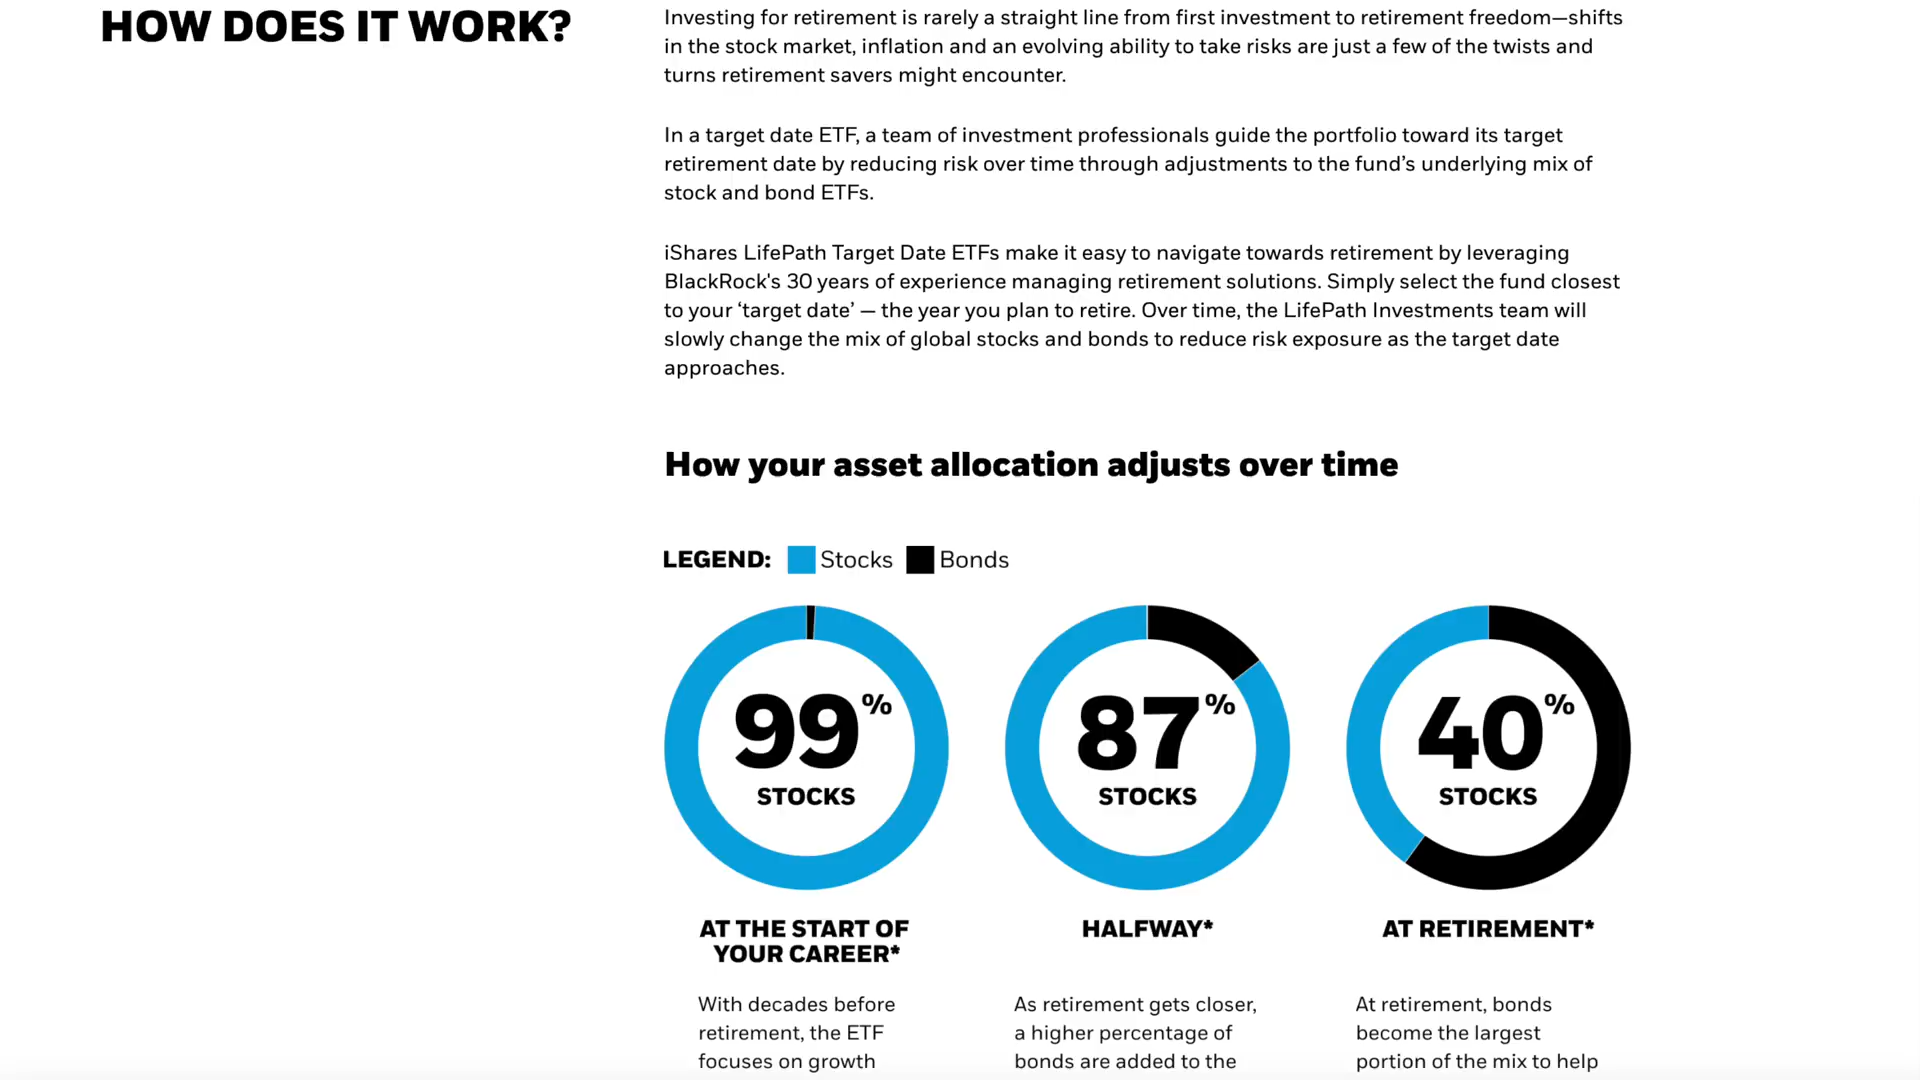 HOW DOES IT WORK?
Investing for retirement is rarely a straight line from first investment to retirement freedom—shifts
in the stock market, inflation and an evolving ability to take risks are just a few of the twists and
turns retirement savers might encounter.
In a target date ETF, a team of investment professionals guide the portfolio toward its target
retirement date by reducing risk over time through adjustments to the fund’s underlying mix of
stock and bond ETFs.
iShares LifePath Target Date ETFs make it easy to navigate towards retirement by leveraging
BlackRock's 30 years of experience managing retirement solutions. Simply select the fund closest
to your ‘target date’ — the year you plan to retire. Over time, the LifePath Investments team will
slowly change the mix of global stocks and bonds to reduce risk exposure as the target date
approaches.
How your asset allocation adjusts over time
LEGEND: Stocks Bonds
99%
STOCKS
AT THE START OF
YOUR CAREER*
With decades before
retirement, the ETF
focuses on growth
87%
STOCKS
HALFWAY*
As retirement gets closer,
a higher percentage of
bonds are added to the
40%
STOCKS
AT RETIREMENT*
At retirement, bonds
become the largest
portion of the mix to help